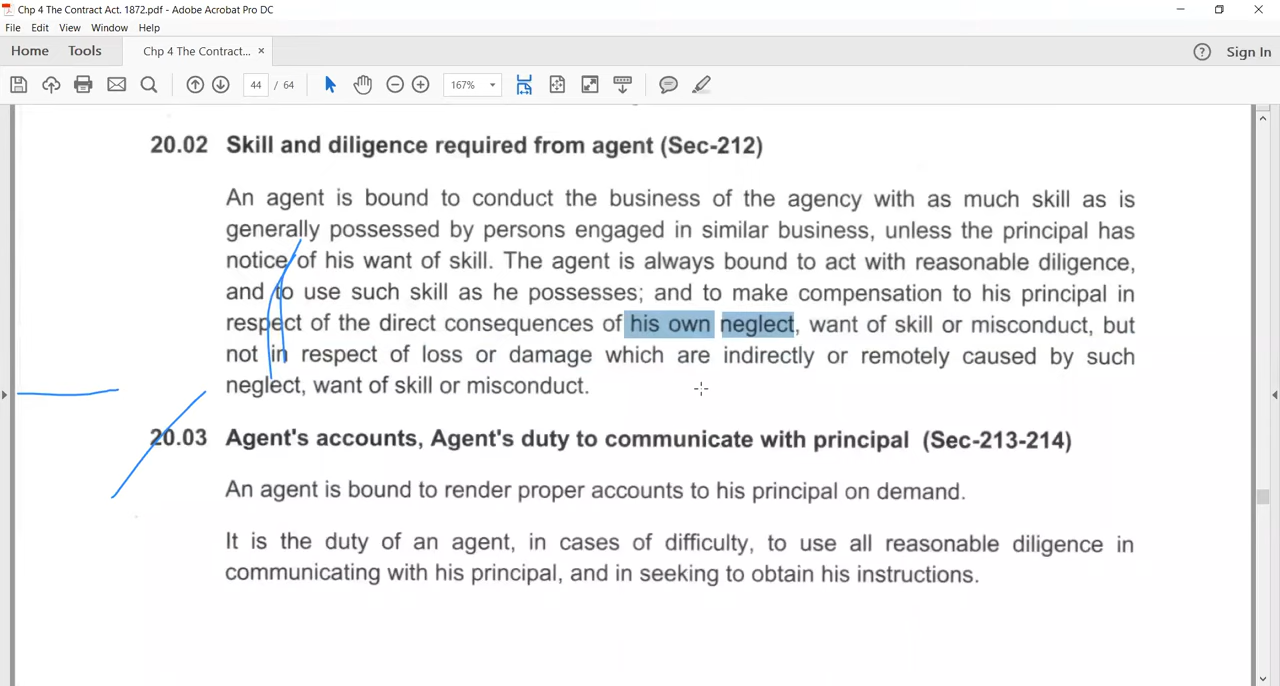 Chp 4 The Contract Act. 1872.pdf - Adobe Acrobat Pro DC
File Edit View Window Help
Home Tools Chp 4 The Contract... × ? Sign In
44 / 64 167%
20.02 Skill and diligence required from agent (Sec-212)
An agent is bound to conduct the business of the agency with as much skill as is
generally possessed by persons engaged in similar business, unless the principal has
notice of his want of skill. The agent is always bound to act with reasonable diligence,
and to use such skill as he possesses; and to make compensation to his principal in
respect of the direct consequences of his own neglect, want of skill or misconduct, but
not in respect of loss or damage which are indirectly or remotely caused by such
neglect, want of skill or misconduct.
20.03 Agent's accounts, Agent's duty to communicate with principal (Sec-213-214)
An agent is bound to render proper accounts to his principal on demand.
It is the duty of an agent, in cases of difficulty, to use all reasonable diligence in
communicating with his principal, and in seeking to obtain his instructions.